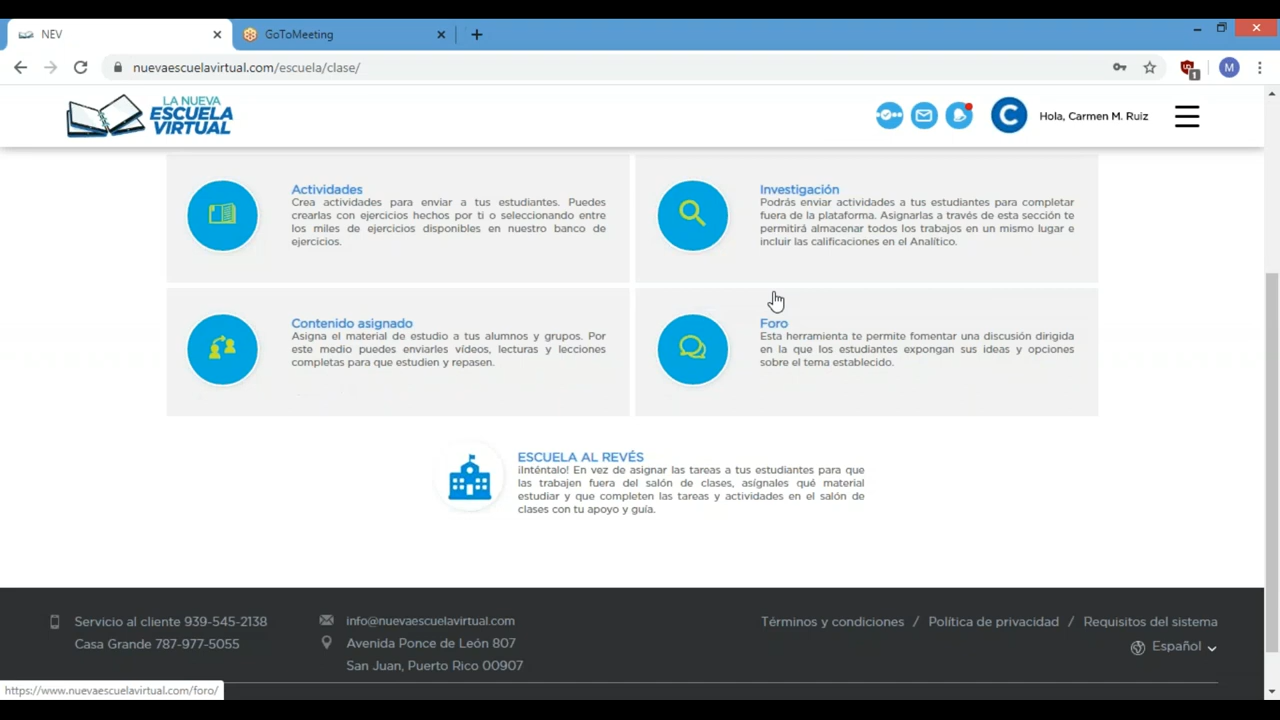 NEV
GoToMeeting
nuevaescuelavirtual.com/escuela/clase/
1
M
LA NUEVA
ESCUELA
VIRTUAL
C
Hola, Carmen M. Ruiz
Actividades
Crea actividades para enviar a tus estudiantes. Puedes
crearlas con ejercicios hechos por ti o seleccionando entre
los miles de ejercicios disponibles en nuestro banco de
ejercicios.
Investigación
Podrás enviar actividades a tus estudiantes para completar
fuera de la plataforma. Asignarlas a través de esta sección te
permitirá almacenar todos los trabajos en un mismo lugar e
incluir las calificaciones en el Analítico.
Contenido asignado
Asigna el material de estudio a tus alumnos y grupos. Por
este medio puedes enviarles vídeos, lecturas y lecciones
completas para que estudien y repasen.
Foro
Esta herramienta te permite fomentar una discusión dirigida
en la que los estudiantes expongan sus ideas y opciones
sobre el tema establecido.
ESCUELA AL REVÉS
¡Inténtalo! En vez de asignar las tareas a tus estudiantes para que
las trabajen fuera del salón de clases, asígnales qué material
estudiar y que completen las tareas y actividades en el salón de
clases con tu apoyo y guía.
Servicio al cliente 939-545-2138
Casa Grande 787-977-5055
info@nuevaescuelavirtual.com
Avenida Ponce de León 807
San Juan, Puerto Rico 00907
Términos y condiciones / Política de privacidad / Requisitos del sistema
Español
https://www.nuevaescuelavirtual.com/foro/